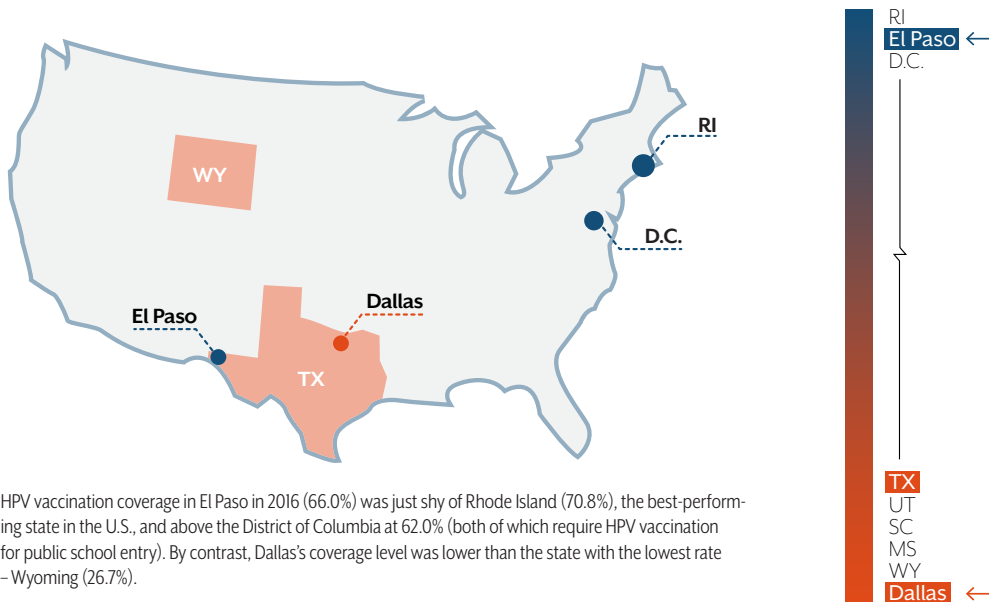 RI
El Paso ←
D.C.
RI
WY
D.C.
Dallas
El Paso
TX
TX
UT
SC
MS
WY
Dallas ←
HPV vaccination coverage in El Paso in 2016 (66.0%) was just shy of Rhode Island (70.8%), the best-perform-
ing state in the U.S., and above the District of Columbia at 62.0% (both of which require HPV vaccination
for public school entry). By contrast, Dallas’s coverage level was lower than the state with the lowest rate
– Wyoming (26.7%).